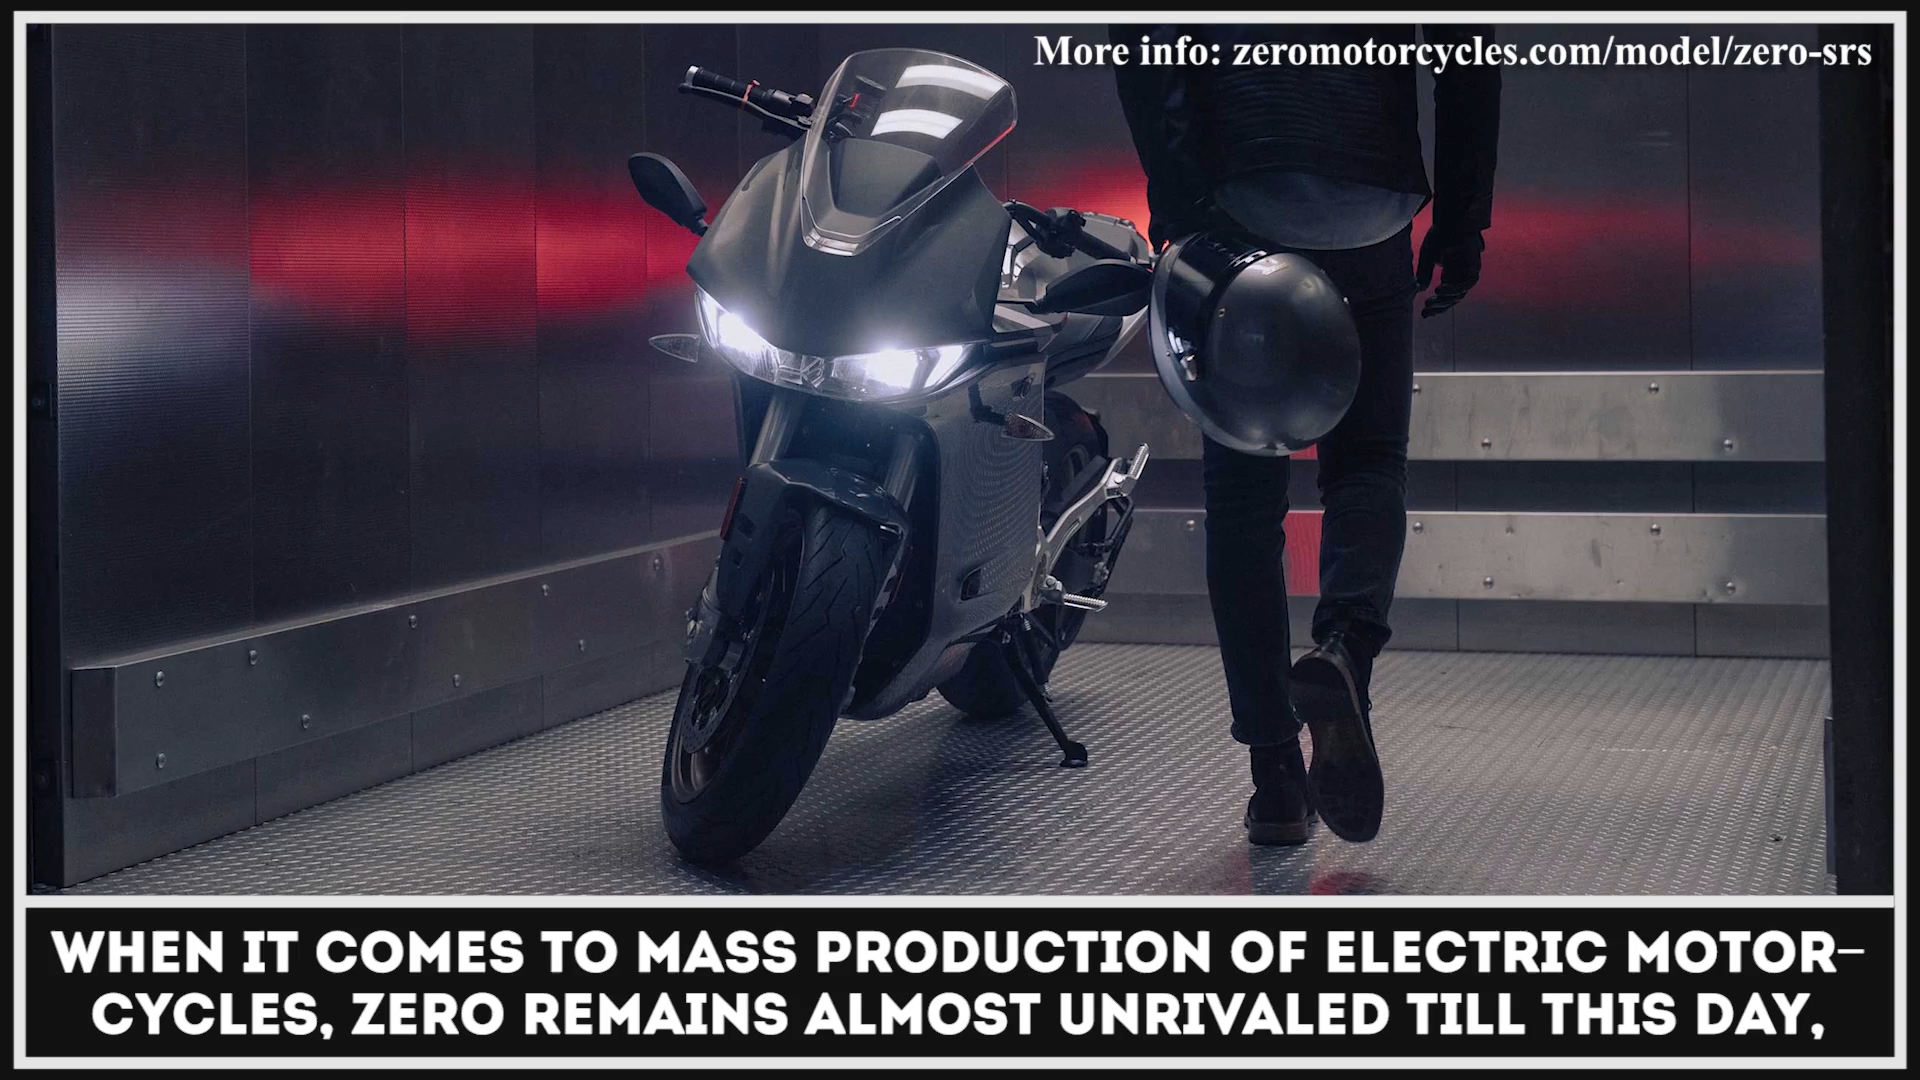 More info: zeromotorcycles.com/model/zero-srs
WHEN IT COMES TO MASS PRODUCTION OF ELECTRIC MOTOR-
CYCLES, ZERO REMAINS ALMOST UNRIVALED TILL THIS DAY,